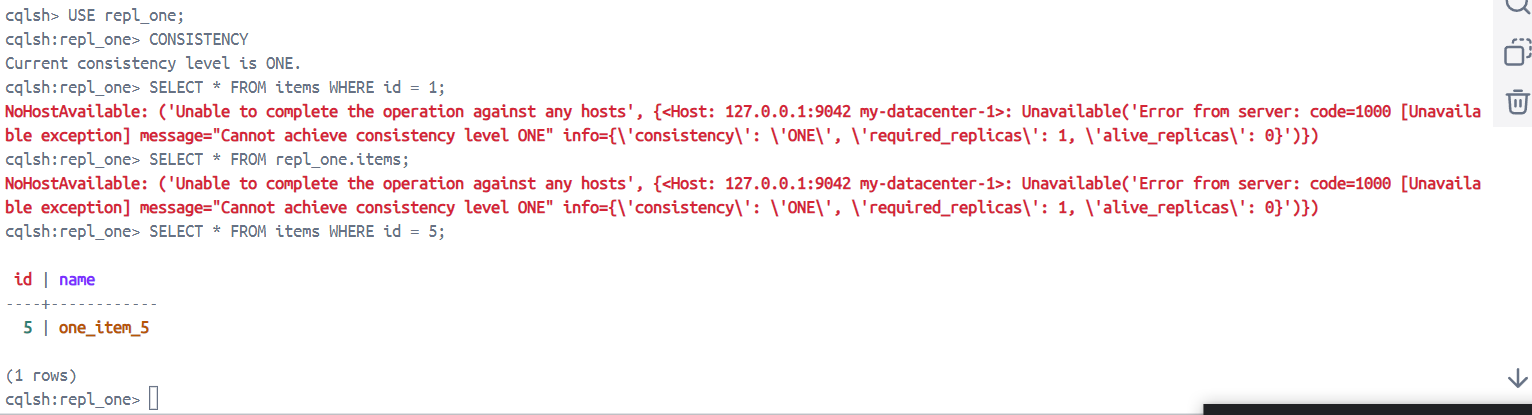 cqlsh> USE repl_one;
cqlsh:repl_one> CONSISTENCY
Current consistency level is ONE.
cqlsh:repl_one> SELECT * FROM items WHERE id = 1;
NoHostAvailable: ('Unable to complete the operation against any hosts', {<Host: 127.0.0.1:9042 my-datacenter-1>: Unavailable('Error from server: code=1000 [Unavaila
ble exception] message="Cannot achieve consistency level ONE" info={\'consistency\': \'ONE\', \'required_replicas\': 1, \'alive_replicas\': 0}')})
cqlsh:repl_one> SELECT * FROM repl_one.items;
NoHostAvailable: ('Unable to complete the operation against any hosts', {<Host: 127.0.0.1:9042 my-datacenter-1>: Unavailable('Error from server: code=1000 [Unavaila
ble exception] message="Cannot achieve consistency level ONE" info={\'consistency\': \'ONE\', \'required_replicas\': 1, \'alive_replicas\': 0}')})
cqlsh:repl_one> SELECT * FROM items WHERE id = 5;
 id | name
----+------------
  5 | one_item_5
(1 rows)
cqlsh:repl_one>